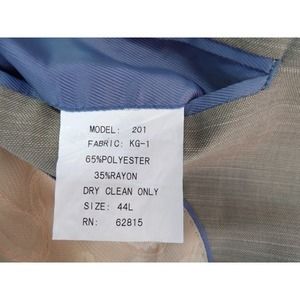 MODEL: 201
FABRIC: KG-1
65%POLYESTER
35%RAYON
DRY CLEAN ONLY
SIZE: 44L
RN: 62815